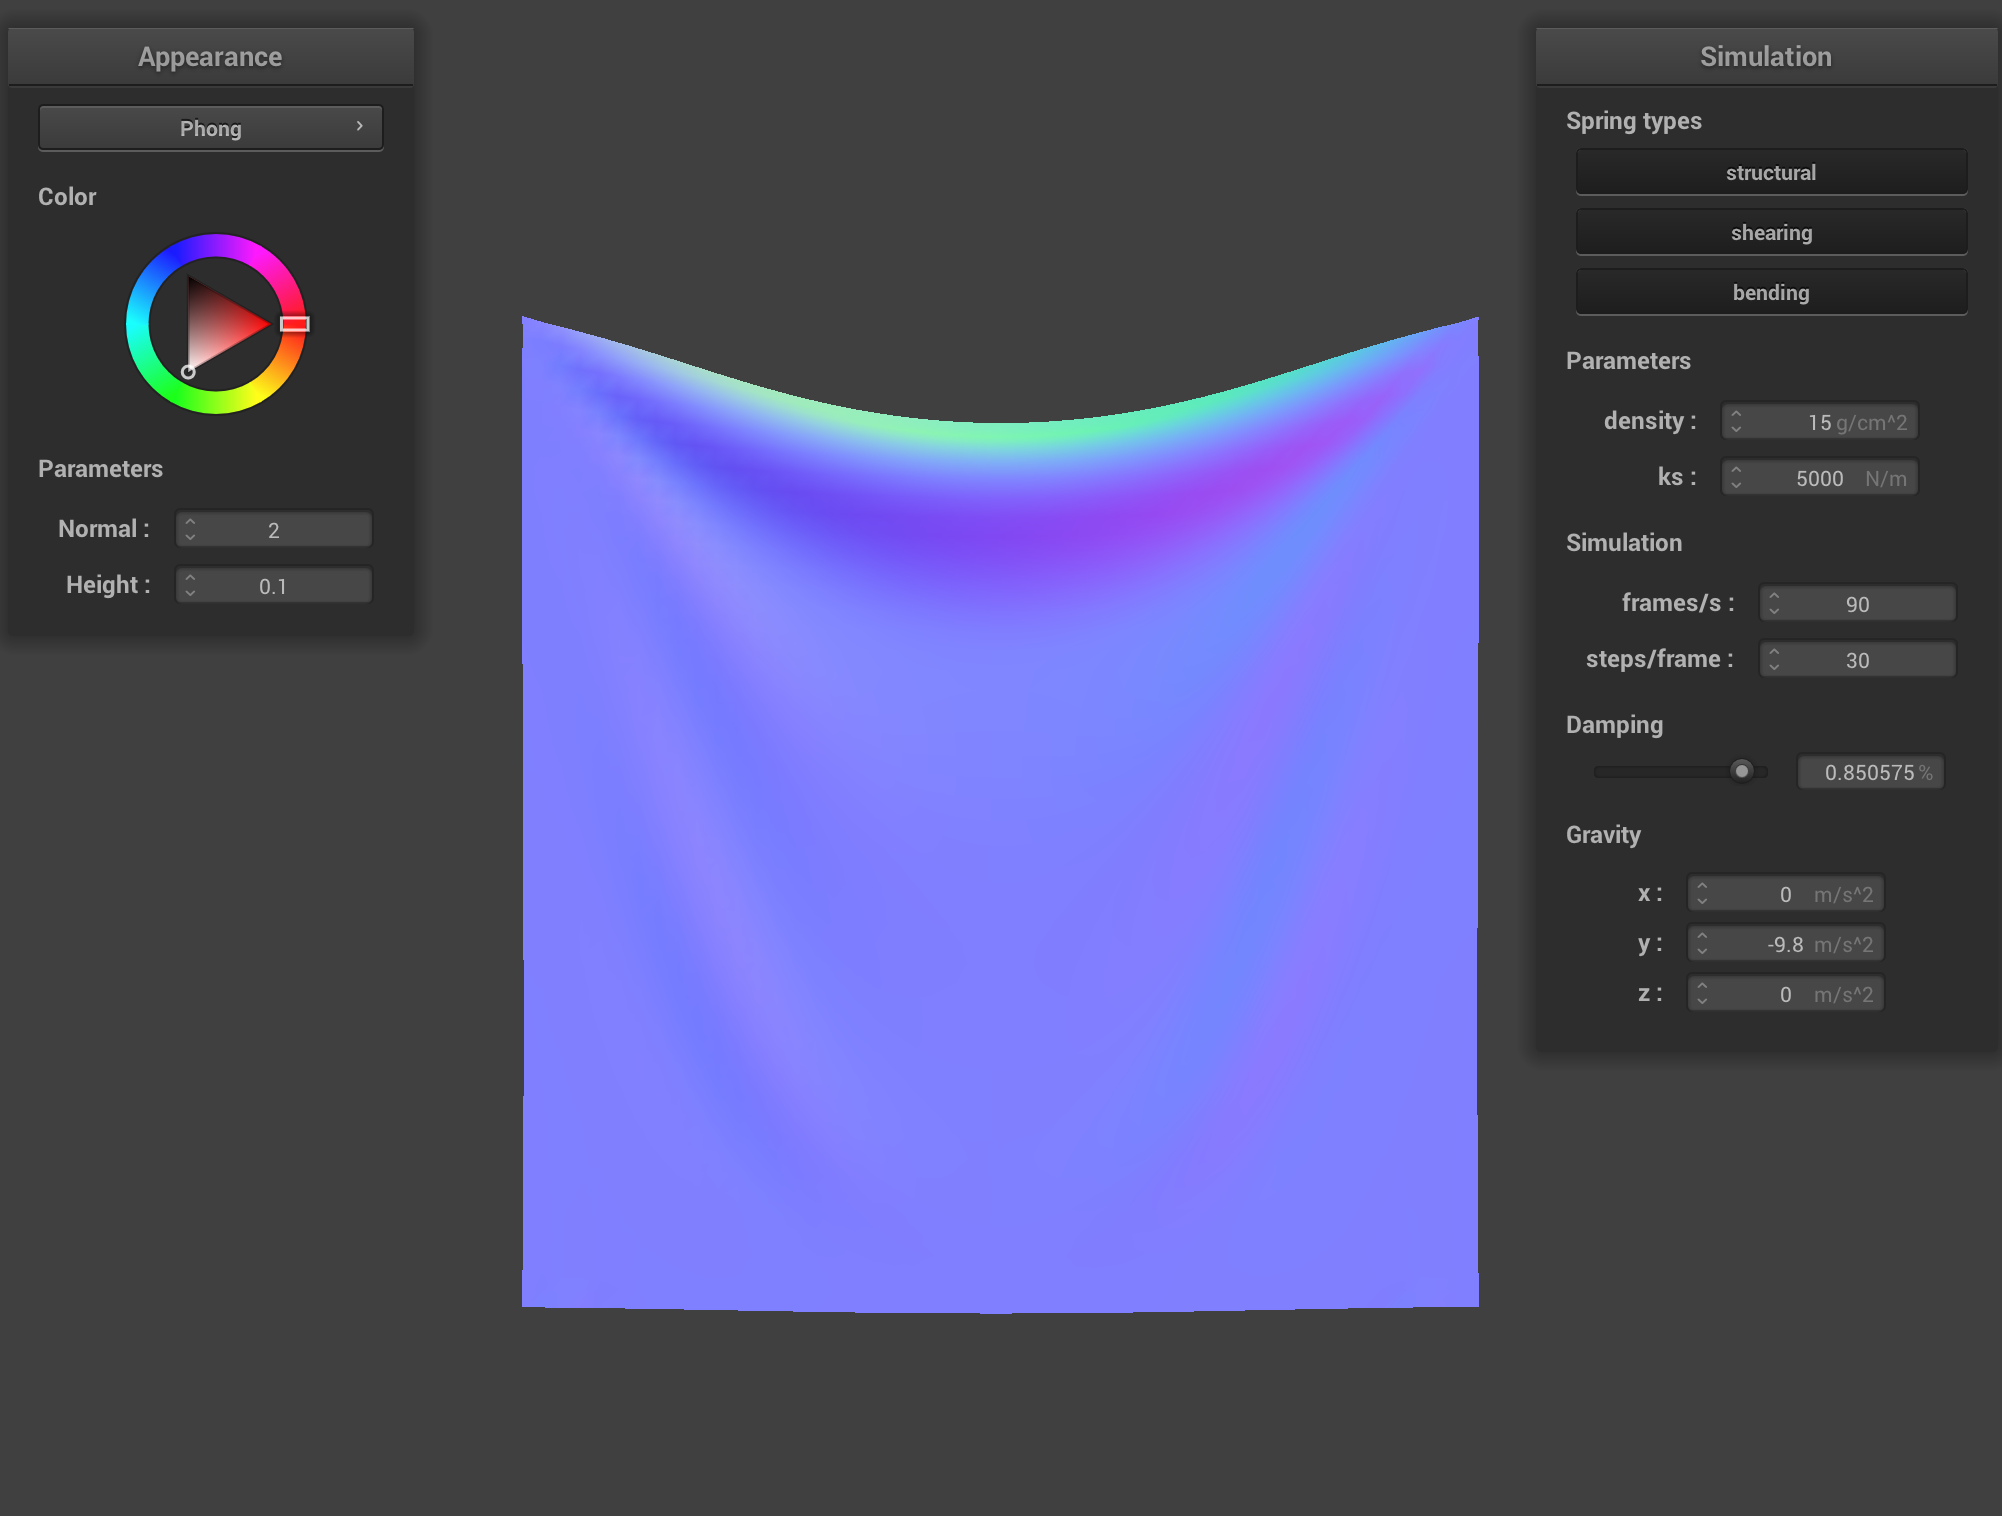 Appearance
Phong
Color
Parameters
Normal : 2
Height : 0.1
Simulation
Spring types
structural
shearing
bending
Parameters
density : 15 g/cm^2
ks : 5000 N/m
Simulation
frames/s : 90
steps/frame : 30
Damping
0.850575 %
Gravity
x : 0 m/s^2
y : -9.8 m/s^2
z : 0 m/s^2